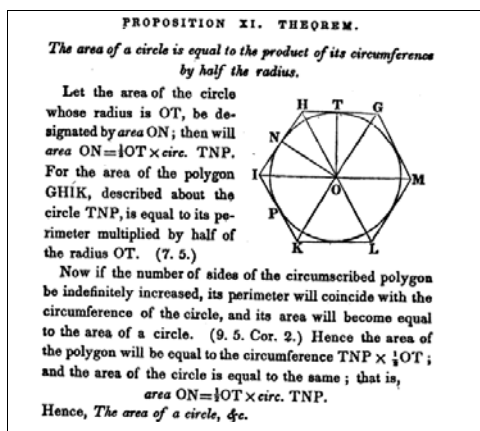 PROPOSITION XI. THEOREM.
The area of a circle is equal to the product of its circumference
by half the radius.
Let the area of the circle
whose radius is OT, be de-
signated by area ON; then will
area ON=½OT×circ. TNP.
For the area of the polygon
GHIK, described about the
circle TNP, is equal to its pe-
rimeter multiplied by half of
the radius OT. (7. 5.)
H T G
N
I O M
P
K L
Now if the number of sides of the circumscribed polygon
be indefinitely increased, its perimeter will coincide with the
circumference of the circle, and its area will become equal
to the area of a circle. (9. 5. Cor. 2.) Hence the area of
the polygon will be equal to the circumference TNP × ½OT;
and the area of the circle is equal to the same; that is,
area ON=½OT×circ. TNP.
Hence, The area of a circle, &c.